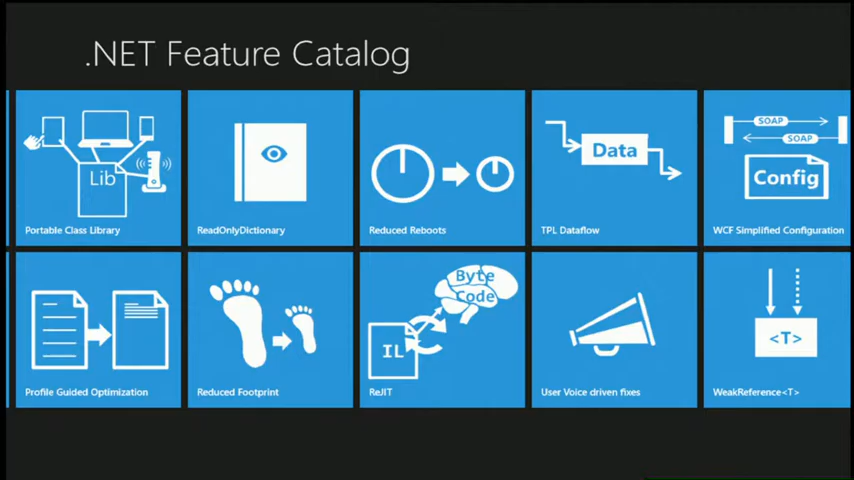 .NET Feature Catalog
Lib
Portable Class Library
ReadOnlyDictionary
Reduced Reboots
Data
TPL Dataflow
SOAP
SOAP
Config
WCF Simplified Configuration
Profile Guided Optimization
Reduced Footprint
Byte
Code
IL
ReJIT
User Voice driven fixes
<T>
WeakReference<T>